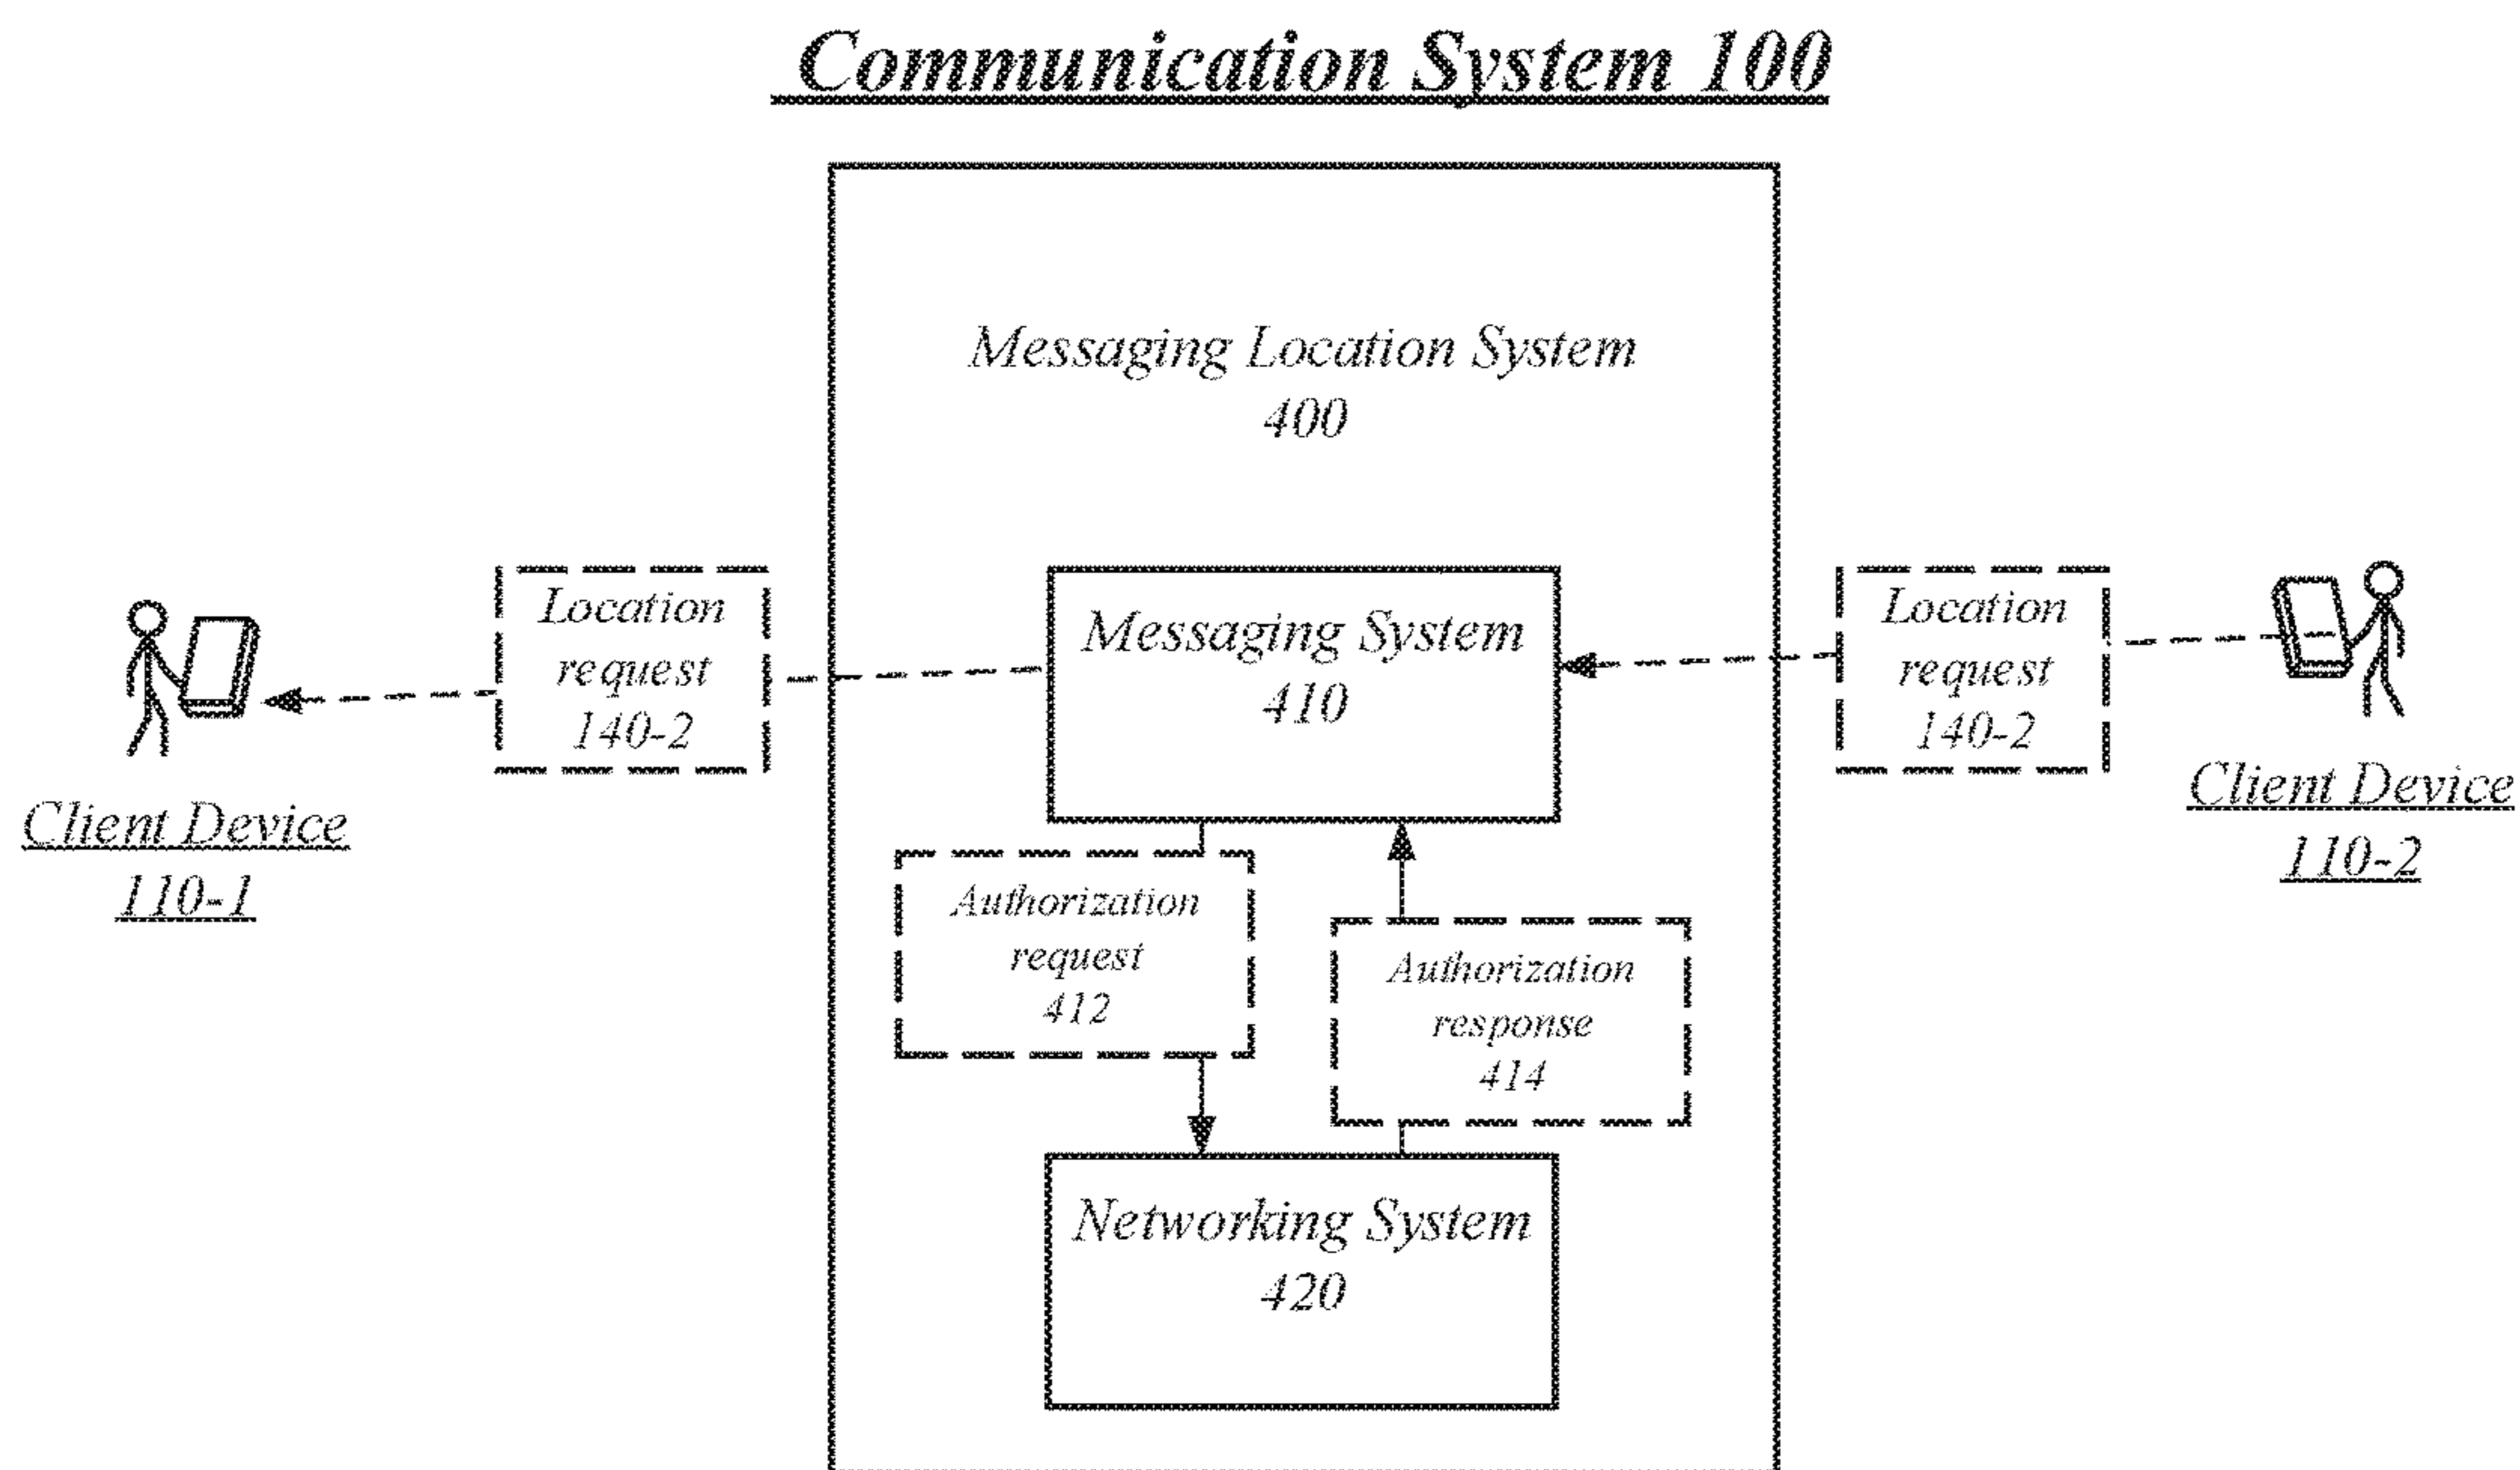 Communication System 100
Messaging Location System
400
Location
request
140-2
Messaging System
410
Location
request
140-2
Client Device
110-1
Client Device
110-2
Authorization
request
412
Authorization
response
414
Networking System
420